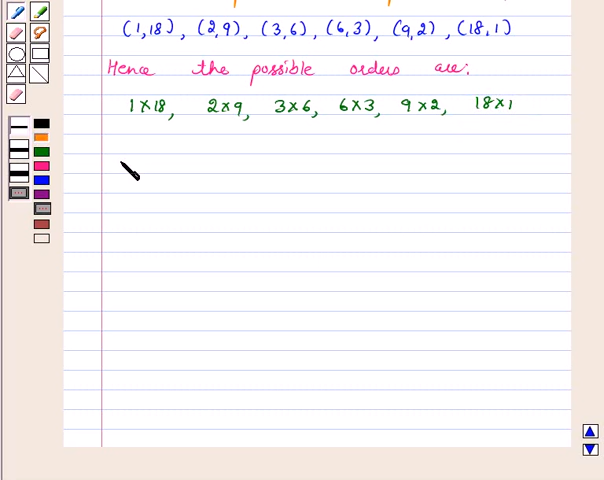 (1,18), (2,9), (3,6), (6,3), (9,2), (18,1)
Hence the possible orders are:
1×18, 2×9, 3×6, 6×3, 9×2, 18×1